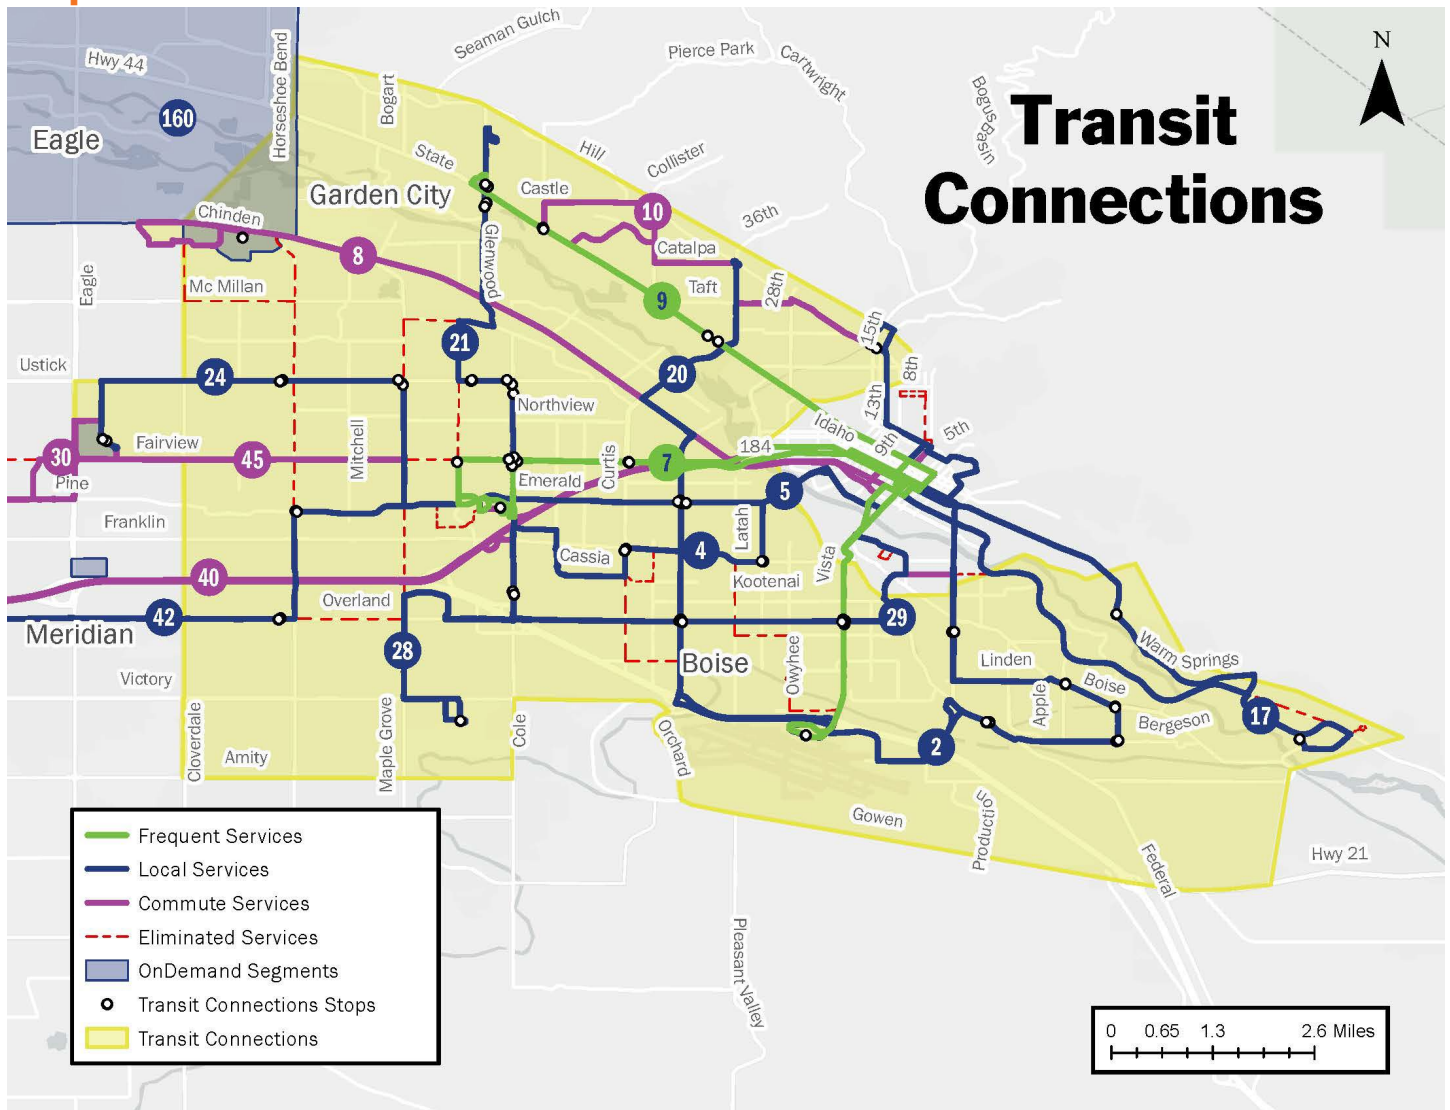 Transit
Connections
N
Seaman Gulch
Pierce Park
Cartwright
Bogus Basin
Hwy 44
Horseshoe Bend
Bogart
160
Eagle
State
Hill
Collister
Castle
Garden City
10
36th
Chinden
Glenwood
Catalpa
8
Eagle
Mc Millan
Taft
28th
9
15th
21
Ustick
24
20
8th
13th
Northview
Idaho
9th
5th
Fairview
Mitchell
184
30
45
Curtis
7
Pine
Emerald
5
Franklin
Latah
Cassia
4
Vista
40
Kootenai
Overland
42
29
Meridian
28
Boise
Owyhee
Linden
Warm Springs
Victory
Apple
Boise
Bergeson
17
Cloverdale
Maple Grove
Cole
Orchard
2
Amity
Gowen
Production
Federal
Hwy 21
Pleasant Valley
Frequent Services
Local Services
Commute Services
Eliminated Services
OnDemand Segments
Transit Connections Stops
Transit Connections
0 0.65 1.3 2.6 Miles